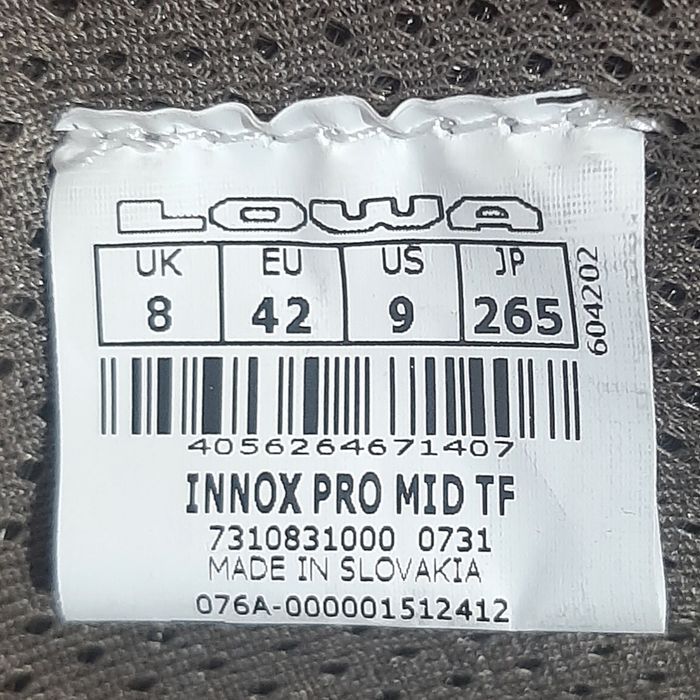 LOWA
UK EU US JP
8 42 9 265
604202
4056264671407
INNOX PRO MID TF
7310831000 0731
MADE IN SLOVAKIA
076A-000001512412